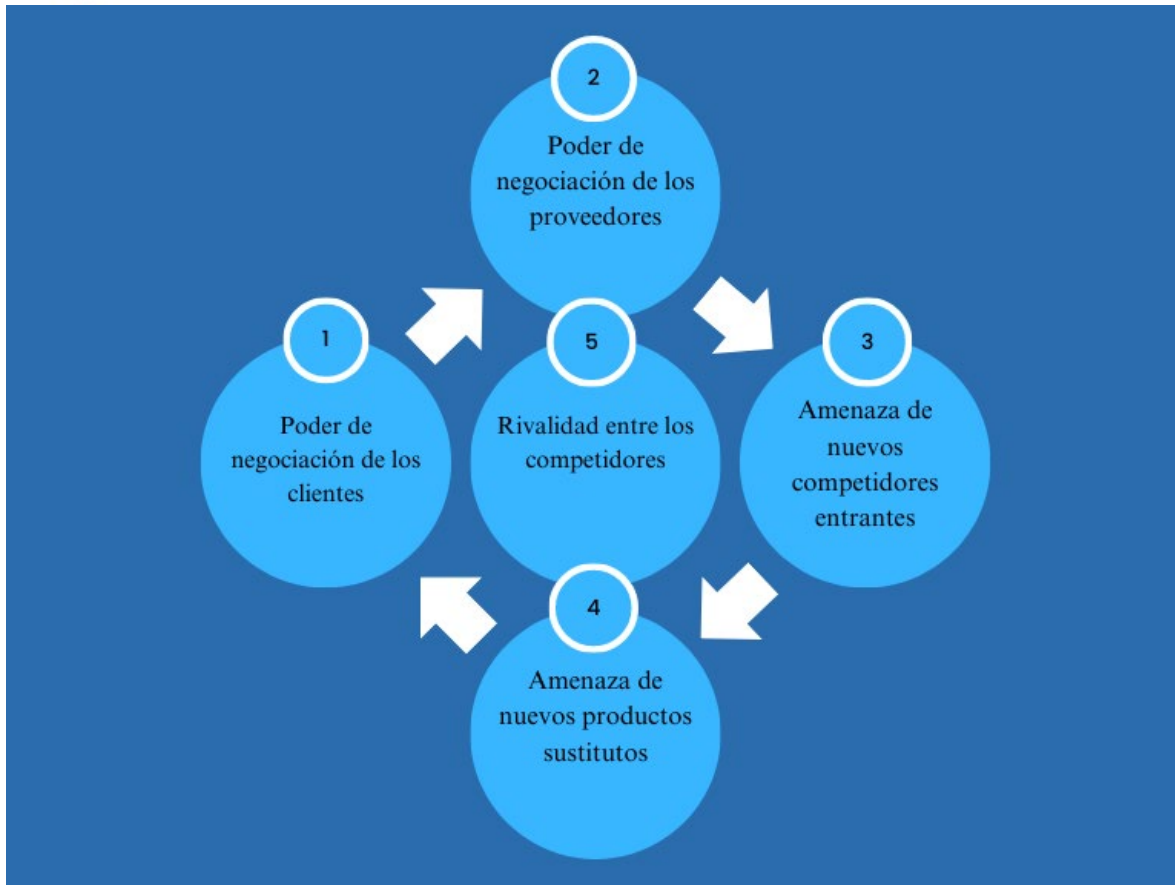 1
Poder de
negociación de los
clientes
2
Poder de
negociación de los
proveedores
3
Amenaza de
nuevos
competidores
entrantes
4
Amenaza de
nuevos productos
sustitutos
5
Rivalidad entre los
competidores